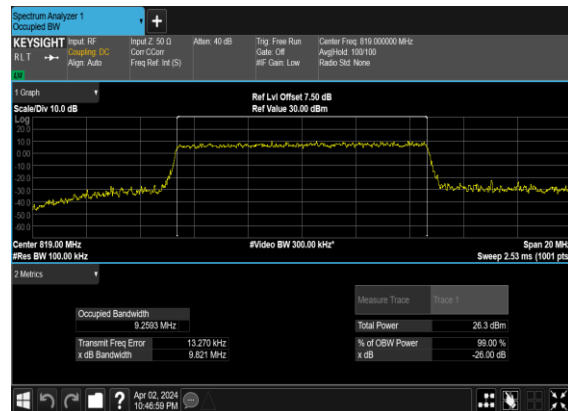 Spectrum Analyzer 1
Occupied BW
+
KEYSIGHT Input: RF Input Z: 50 Ω Atten: 40 dB Trig: Free Run Center Freq: 819.000000 MHz
RLT Coupling: DC Corr CCorr Gate: Off Avg|Hold: 100/100
Align: Auto Freq Ref: Int (S) #IF Gain: Low Radio Std: None
LW
1 Graph
Ref Lvl Offset 7.50 dB
Scale/Div 10.0 dB Ref Value 30.00 dBm
Log
20.0
10.0
0.00
-10.0
-20.0
-30.0
-40.0
-50.0
-60.0
Center 819.00 MHz #Video BW 300.00 kHz* Span 20 MHz
#Res BW 100.00 kHz Sweep 2.53 ms (1001 pts)
2 Metrics
Measure Trace Trace 1
Occupied Bandwidth
9.2593 MHz Total Power 26.3 dBm
Transmit Freq Error 13.270 kHz % of OBW Power 99.00 %
x dB Bandwidth 9.821 MHz x dB -26.00 dB
? Apr 02, 2024
10:46:59 PM